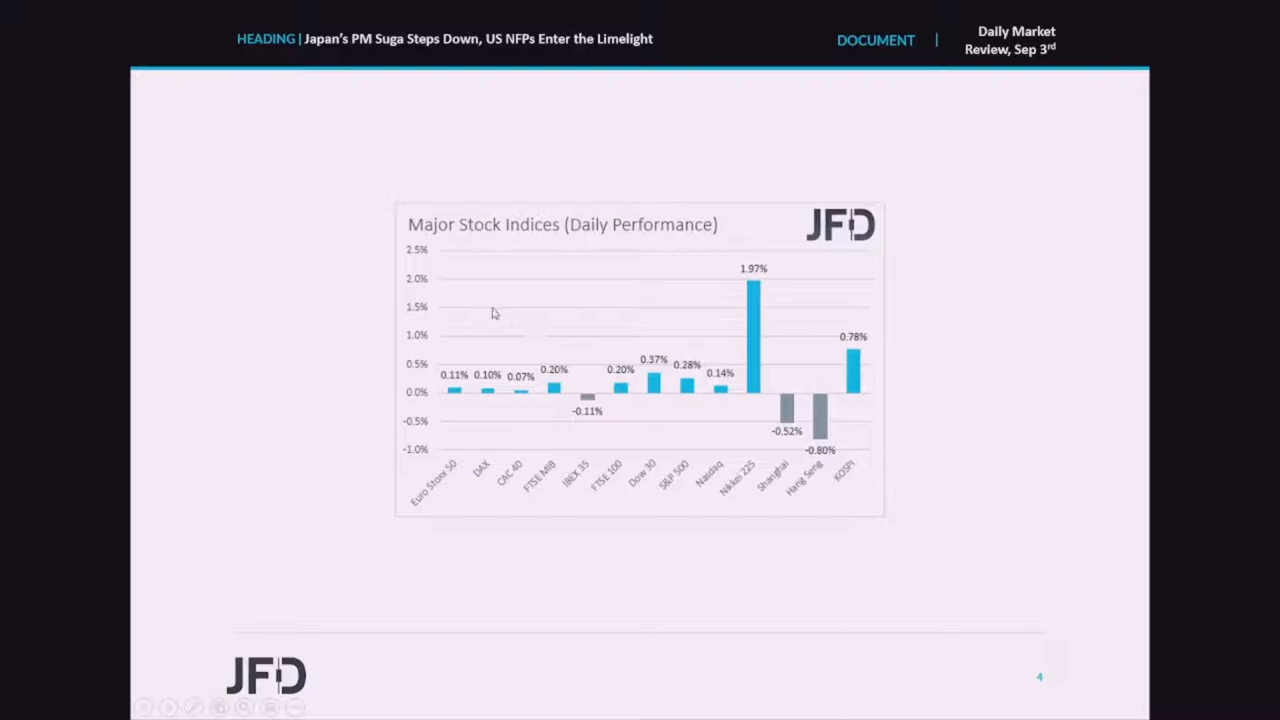 HEADING | Japan's PM Suga Steps Down, US NFPs Enter the Limelight
DOCUMENT |
Daily Market
Review, Sep 3rd
Major Stock Indices (Daily Performance)
JFD
2.5%
2.0%
1.5%
1.0%
0.5%
0.0%
-0.5%
-1.0%
0.11%
0.10%
0.07%
0.20%
-0.11%
0.20%
0.37%
0.28%
0.14%
1.97%
-0.52%
-0.80%
0.78%
Euro Stoxx 50
DAX
CAC 40
FTSE MIB
IBEX 35
FTSE 100
Dow 30
S&P 500
Nasdaq
Nikkei 225
Shanghai
Hang Seng
KOSPI
JFD
4